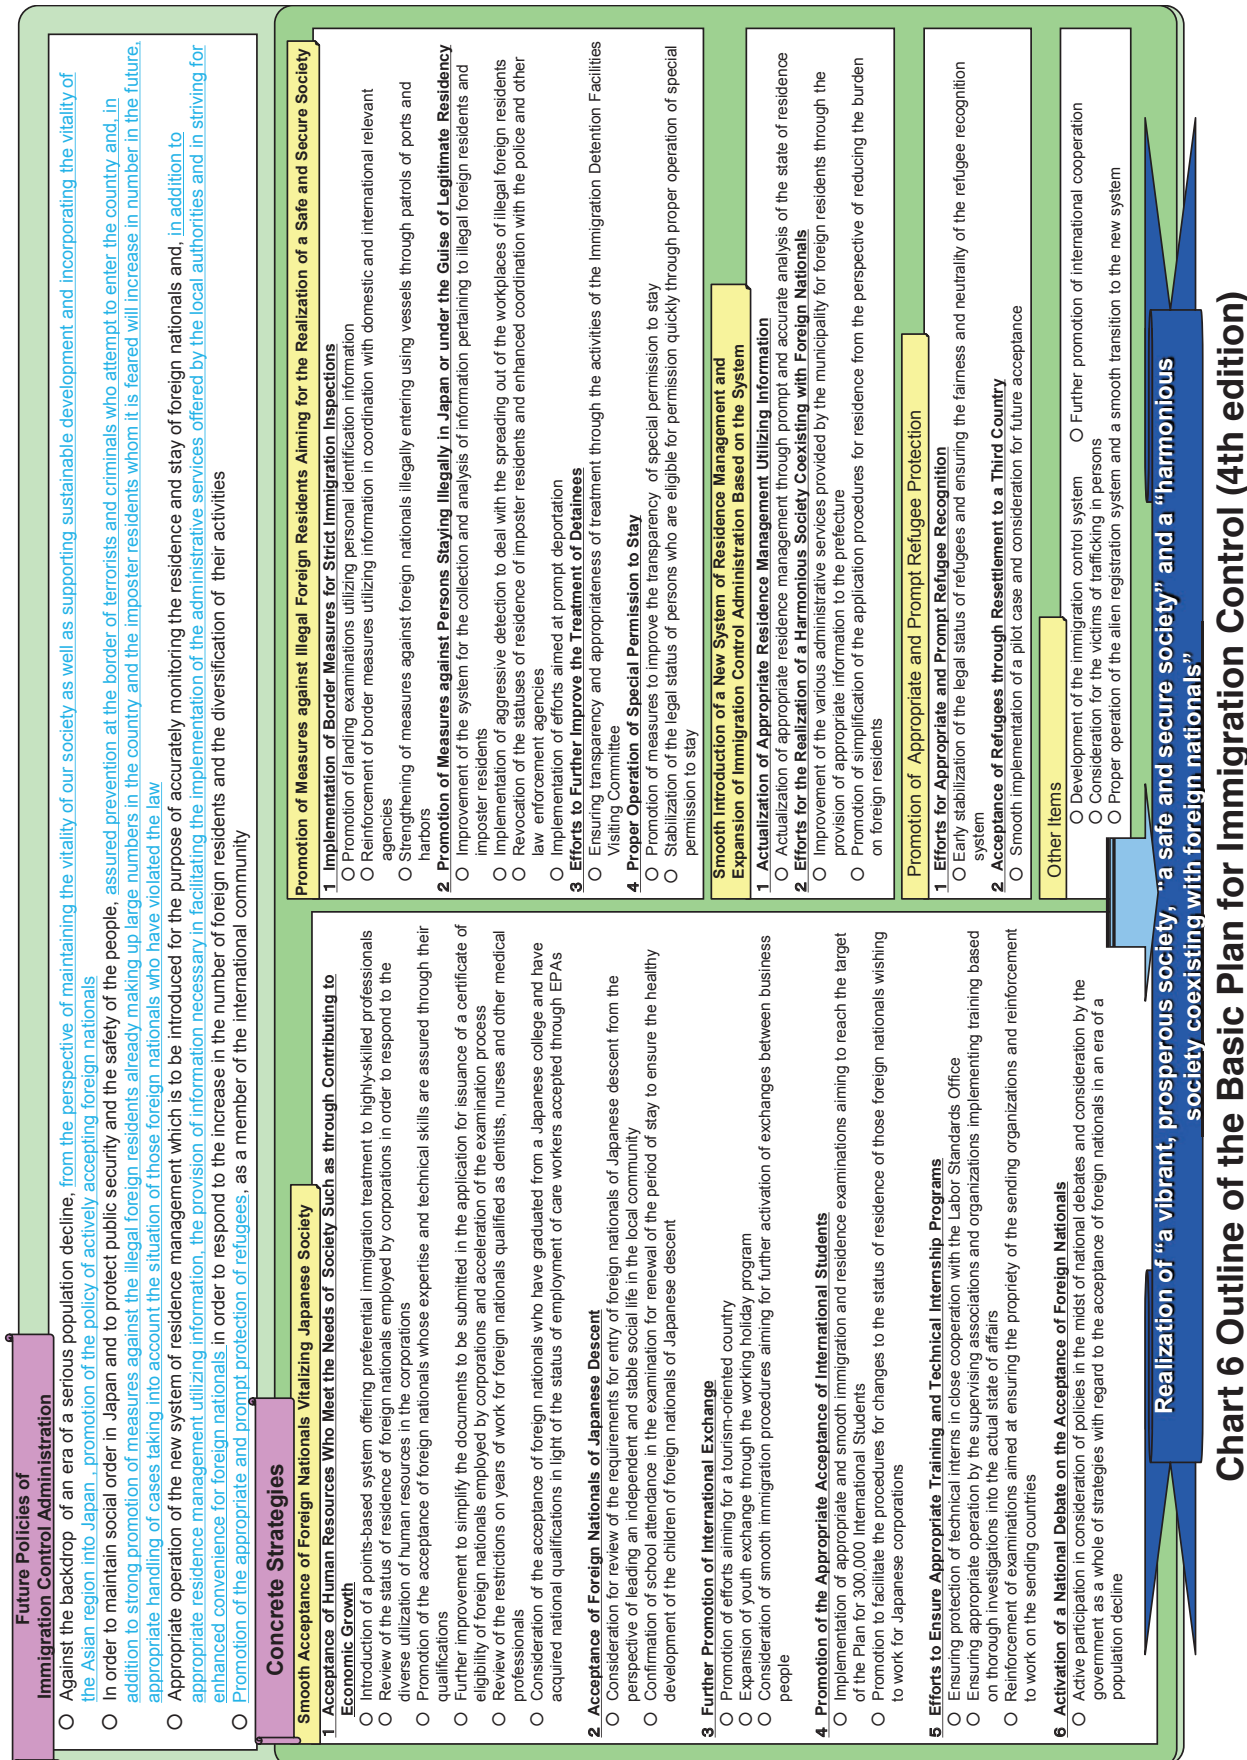 Future Policies of
Immigration Control Administration
○ Against the backdrop of an era of a serious population decline, from the perspective of maintaining the vitality of our society as well as supporting sustainable development and incorporating the vitality of
the Asian region into Japan , promotion of the policy of actively accepting foreign nationals
○ In order to maintain social order in Japan and to protect public security and the safety of the people, assured prevention at the border of terrorists and criminals who attempt to enter the country and, in
addition to strong promotion of measures against the illegal foreign residents already making up large numbers in the country and the imposter residents whom it is feared will increase in number in the future,
appropriate handling of cases taking into account the situation of those foreign nationals who have violated the law
○ Appropriate operation of the new system of residence management which is to be introduced for the purpose of accurately monitoring the residence and stay of foreign nationals and, in addition to
appropriate residence management utilizing information, the provision of information necessary in facilitating the implementation of the administrative services offered by the local authorities and in striving for
enhanced convenience for foreign nationals in order to respond to the increase in the number of foreign residents and the diversification of their activities
○ Promotion of the appropriate and prompt protection of refugees, as a member of the international community
Concrete Strategies
Smooth Acceptance of Foreign Nationals Vitalizing Japanese Society
1 Acceptance of Human Resources Who Meet the Needs of Society Such as through Contributing to
Economic Growth
○ Introduction of a points-based system offering preferential immigration treatment to highly-skilled professionals
○ Review of the status of residence of foreign nationals employed by corporations in order to respond to the
diverse utilization of human resources in the corporations
○ Promotion of the acceptance of foreign nationals whose expertise and technical skills are assured through their
qualifications
○ Further improvement to simplify the documents to be submitted in the application for issuance of a certificate of
eligibility of foreign nationals employed by corporations and acceleration of the examination process
○ Review of the restrictions on years of work for foreign nationals qualified as dentists, nurses and other medical
professionals
○ Consideration of the acceptance of foreign nationals who have graduated from a Japanese college and have
acquired national qualifications in light of the status of employment of care workers accepted through EPAs
2 Acceptance of Foreign Nationals of Japanese Descent
○ Consideration for review of the requirements for entry of foreign nationals of Japanese descent from the
perspective of leading an independent and stable social life in the local community
○ Confirmation of school attendance in the examination for renewal of the period of stay to ensure the healthy
development of the children of foreign nationals of Japanese descent
3 Further Promotion of International Exchange
○ Promotion of efforts aiming for a tourism-oriented country
○ Expansion of youth exchange through the working holiday program
○ Consideration of smooth immigration procedures aiming for further activation of exchanges between business
people
4 Promotion of the Appropriate Acceptance of International Students
○ Implementation of appropriate and smooth immigration and residence examinations aiming to reach the target
of the Plan for 300,000 International Students
○ Promotion to facilitate the procedures for changes to the status of residence of those foreign nationals wishing
to work for Japanese corporations
5 Efforts to Ensure Appropriate Training and Technical Internship Programs
○ Ensuring protection of technical interns in close cooperation with the Labor Standards Office
○ Ensuring appropriate operation by the supervising associations and organizations implementing training based
on thorough investigations into the actual state of affairs
○ Reinforcement of examinations aimed at ensuring the propriety of the sending organizations and reinforcement
to work on the sending countries
6 Activation of a National Debate on the Acceptance of Foreign Nationals
○ Active participation in consideration of policies in the midst of national debates and consideration by the
government as a whole of strategies with regard to the acceptance of foreign nationals in an era of a
population decline
Promotion of Measures against Illegal Foreign Residents Aiming for the Realization of a Safe and Secure Society
1 Implementation of Border Measures for Strict Immigration Inspections
○ Promotion of landing examinations utilizing personal identification information
○ Reinforcement of border measures utilizing information in coordination with domestic and international relevant
agencies
○ Strengthening of measures against foreign nationals illegally entering using vessels through patrols of ports and
harbors
2 Promotion of Measures against Persons Staying Illegally in Japan or under the Guise of Legitimate Residency
○ Improvement of the system for the collection and analysis of information pertaining to illegal foreign residents and
imposter residents
○ Implementation of aggressive detection to deal with the spreading out of the workplaces of illegal foreign residents
○ Revocation of the statuses of residence of imposter residents and enhanced coordination with the police and other
law enforcement agencies
○ Implementation of efforts aimed at prompt deportation
3 Efforts to Further Improve the Treatment of Detainees
○ Ensuring transparency and appropriateness of treatment through the activities of the Immigration Detention Facilities
Visiting Committee
4 Proper Operation of Special Permission to Stay
○ Promotion of measures to improve the transparency of special permission to stay
○ Stabilization of the legal status of persons who are eligible for permission quickly through proper operation of special
permission to stay
Smooth Introduction of a New System of Residence Management and
Expansion of Immigration Control Administration Based on the System
1 Actualization of Appropriate Residence Management Utilizing Information
○ Actualization of appropriate residence management through prompt and accurate analysis of the state of residence
2 Efforts for the Realization of a Harmonious Society Coexisting with Foreign Nationals
○ Improvement of the various administrative services provided by the municipality for foreign residents through the
provision of appropriate information to the prefecture
○ Promotion of simplification of the application procedures for residence from the perspective of reducing the burden
on foreign residents
Promotion of Appropriate and Prompt Refugee Protection
1 Efforts for Appropriate and Prompt Refugee Recognition
○ Early stabilization of the legal status of refugees and ensuring the fairness and neutrality of the refugee recognition
system
2 Acceptance of Refugees through Resettlement to a Third Country
○ Smooth implementation of a pilot case and consideration for future acceptance
Other Items
○ Development of the immigration control system ○ Further promotion of international cooperation
○ Consideration for the victims of trafficking in persons
○ Proper operation of the alien registration system and a smooth transition to the new system
Realization of “a vibrant, prosperous society, “a safe and secure society” and a “harmonious
society coexisting with foreign nationals”
Chart 6 Outline of the Basic Plan for Immigration Control (4th edition)